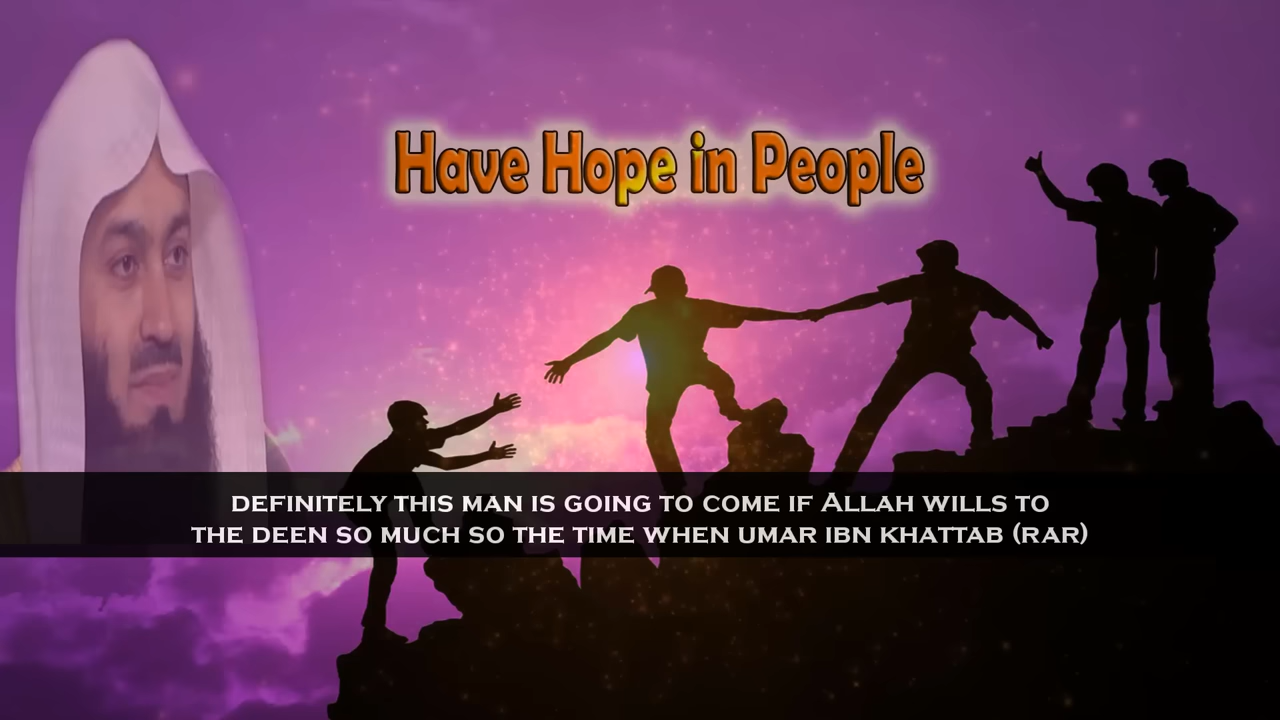 Have Hope in People
DEFINITELY THIS MAN IS GOING TO COME IF ALLAH WILLS TO
THE DEEN SO MUCH SO THE TIME WHEN UMAR IBN KHATTAB (RAR)